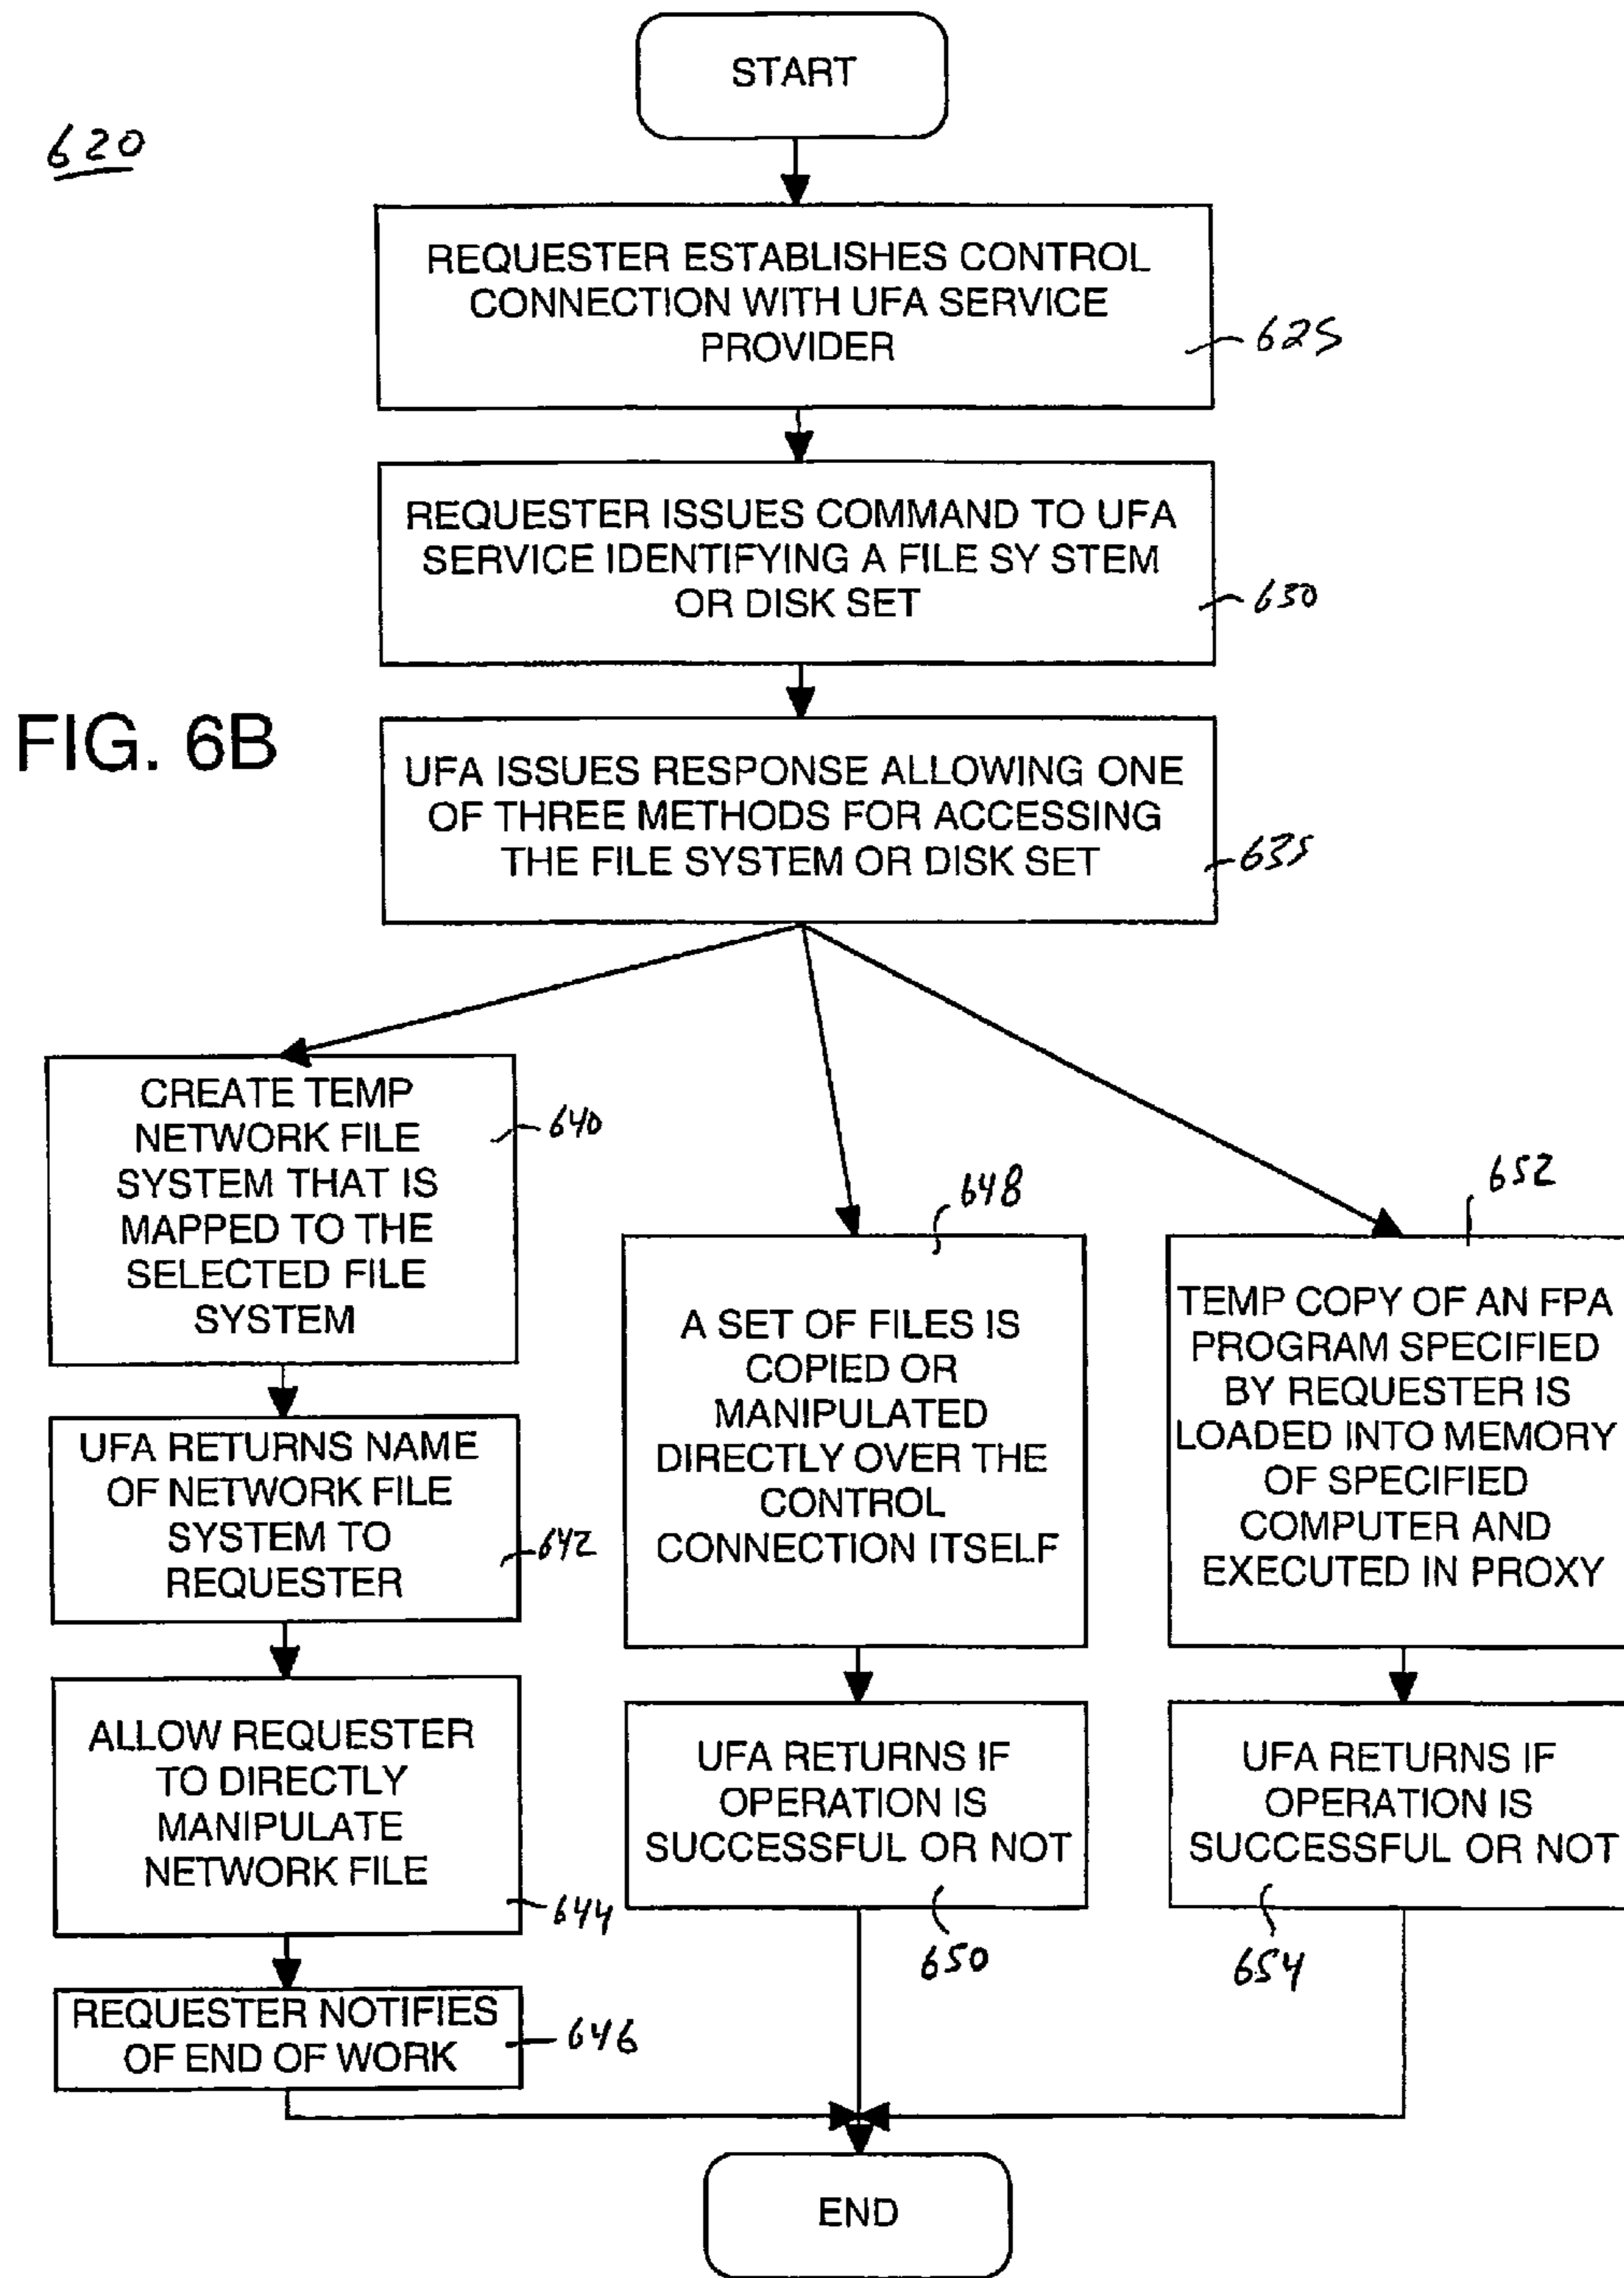 START
620
REQUESTER ESTABLISHES CONTROL
CONNECTION WITH UFA SERVICE
PROVIDER
625
REQUESTER ISSUES COMMAND TO UFA
SERVICE IDENTIFYING A FILE SY STEM
OR DISK SET
630
FIG. 6B
UFA ISSUES RESPONSE ALLOWING ONE
OF THREE METHODS FOR ACCESSING
THE FILE SYSTEM OR DISK SET
635
CREATE TEMP
NETWORK FILE
SYSTEM THAT IS
MAPPED TO THE
SELECTED FILE
SYSTEM
640
UFA RETURNS NAME
OF NETWORK FILE
SYSTEM TO
REQUESTER
642
ALLOW REQUESTER
TO DIRECTLY
MANIPULATE
NETWORK FILE
644
REQUESTER NOTIFIES
OF END OF WORK
646
648
A SET OF FILES IS
COPIED OR
MANIPULATED
DIRECTLY OVER THE
CONTROL
CONNECTION ITSELF
UFA RETURNS IF
OPERATION IS
SUCCESSFUL OR NOT
650
652
TEMP COPY OF AN FPA
PROGRAM SPECIFIED
BY REQUESTER IS
LOADED INTO MEMORY
OF SPECIFIED
COMPUTER AND
EXECUTED IN PROXY
UFA RETURNS IF
OPERATION IS
SUCCESSFUL OR NOT
654
END